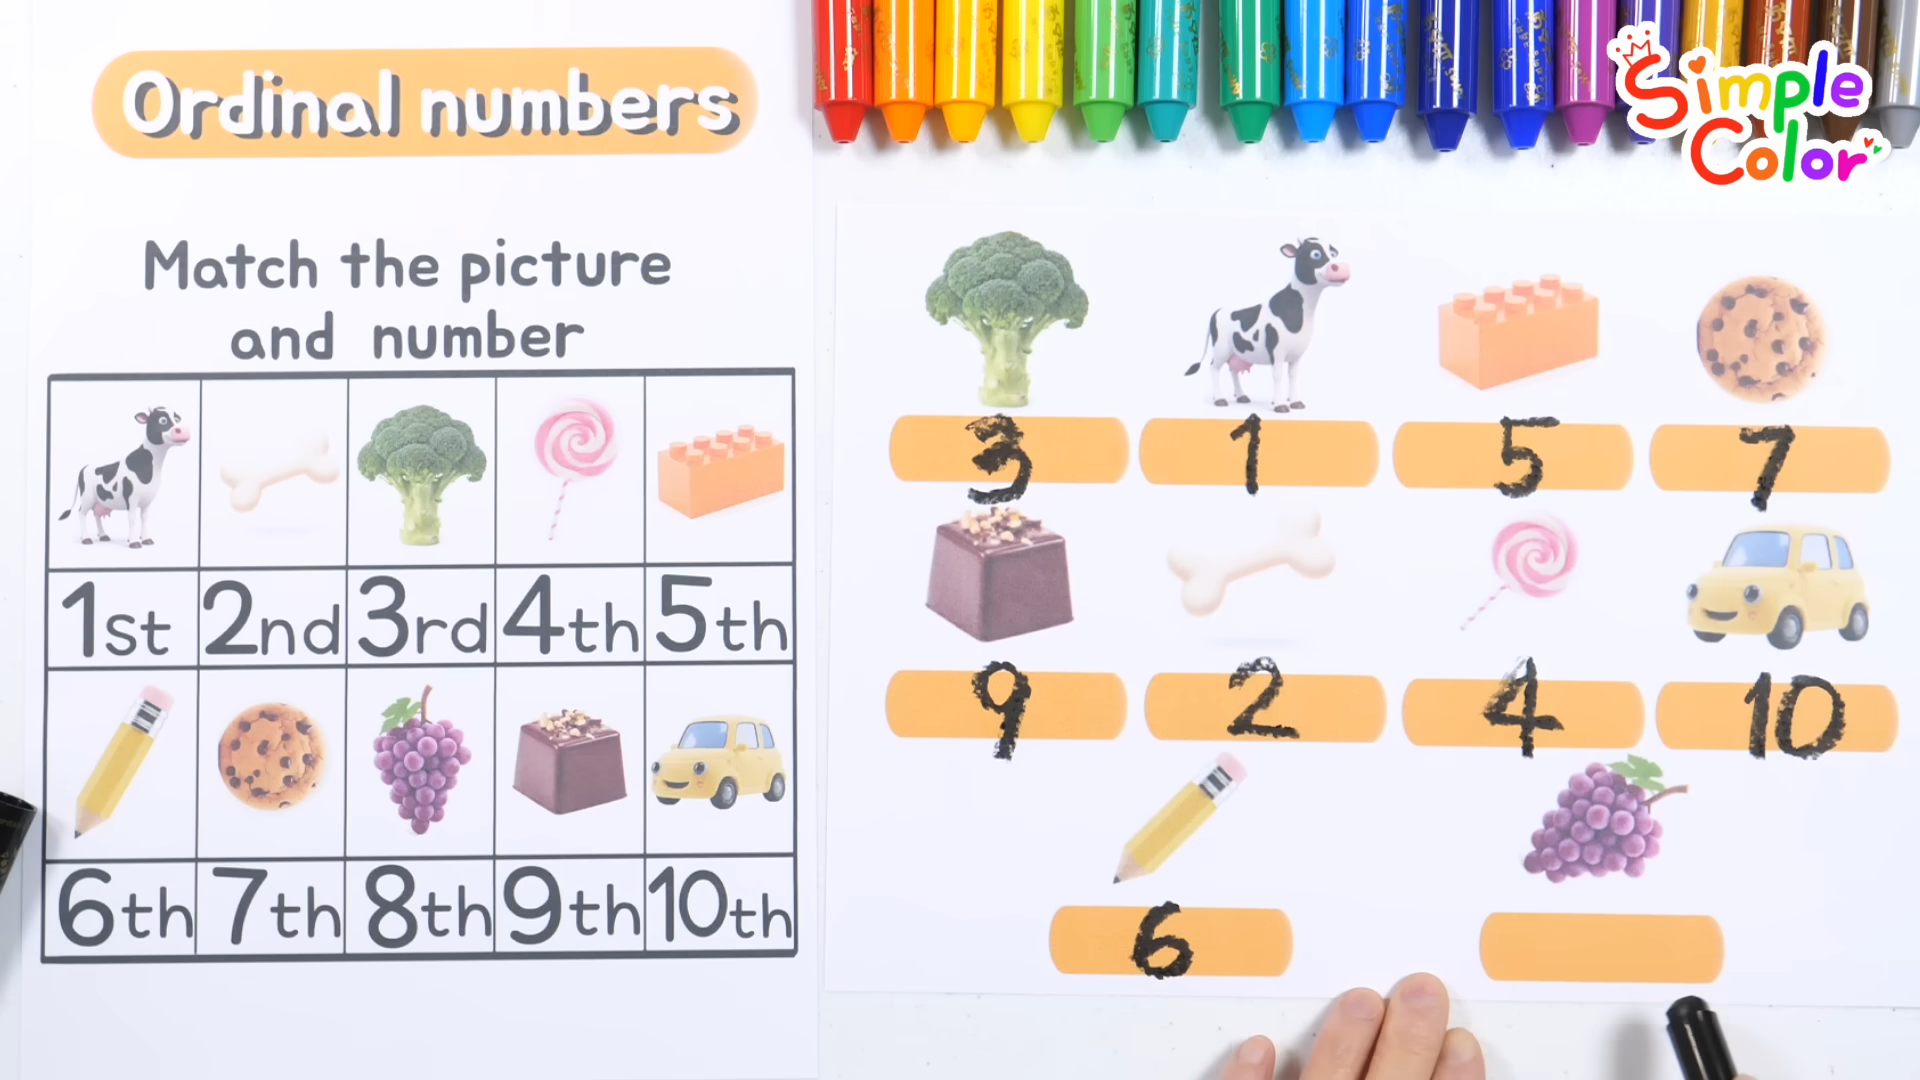 Ordinal numbers
Simple
Color
Match the picture
and number
1st 2nd 3rd 4th 5th
6th 7th 8th 9th 10th
3 1 5 7
9 2 4 10
6